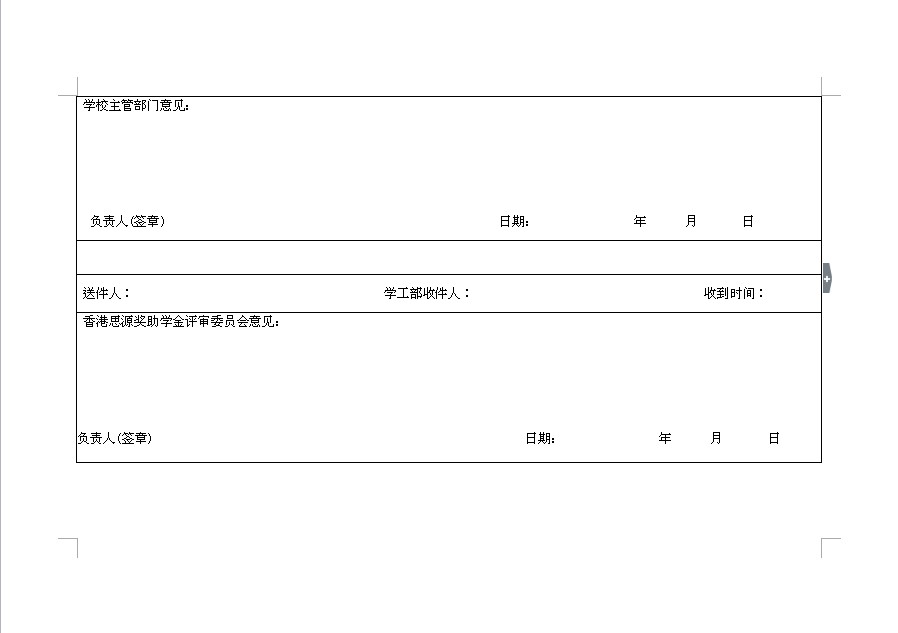 学校主管部门意见：
负责人(签章) 日期： 年 月 日
送件人： 学工部收件人： 收到时间：
香港思源奖助学金评审委员会意见：
负责人(签章) 日期： 年 月 日